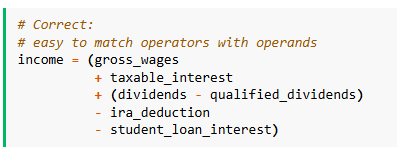 # Correct:
# easy to match operators with operands
income = (gross_wages
          + taxable_interest
          + (dividends - qualified_dividends)
          - ira_deduction
          - student_loan_interest)